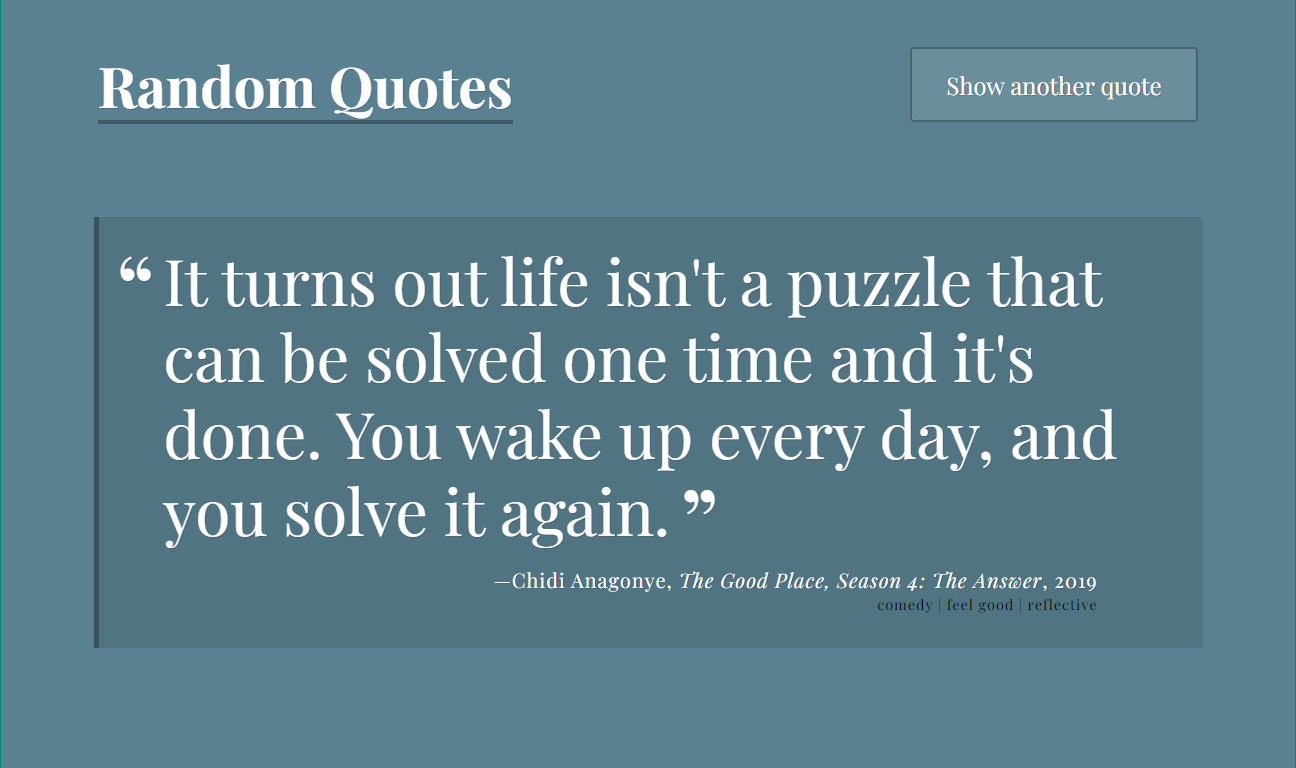 Random Quotes
Show another quote
“ It turns out life isn't a puzzle that
can be solved one time and it's
done. You wake up every day, and
you solve it again. ”
—Chidi Anagonye, The Good Place, Season 4: The Answer, 2019
comedy | feel good | reflective